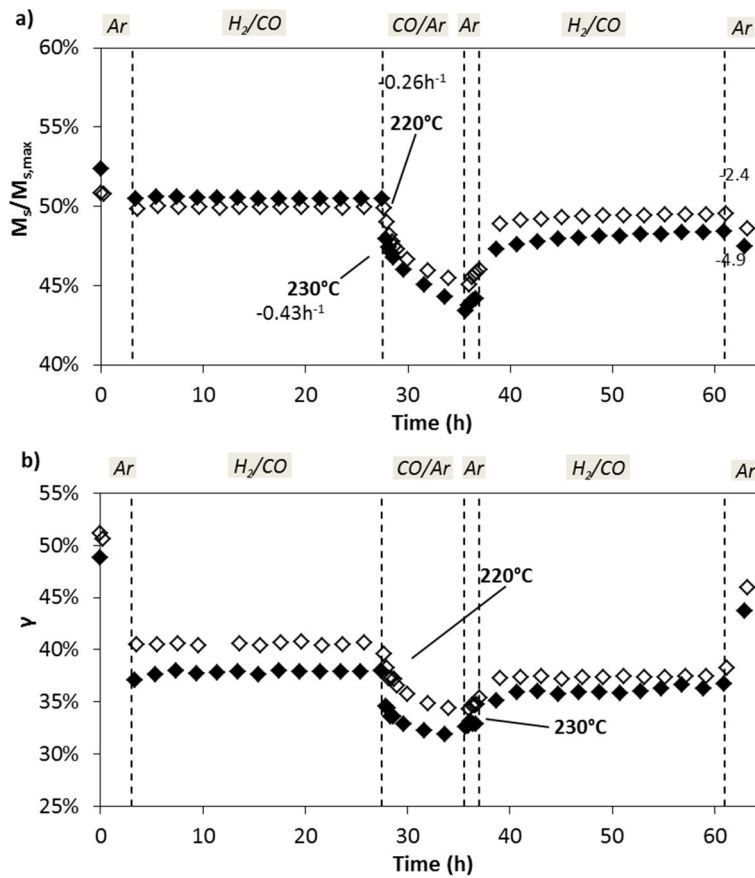 a)
Ar H₂/CO CO/Ar Ar H₂/CO Ar
60%
-0.26h⁻¹
55%
220°C
-2.4
50%
Mₛ/Mₛ,ₘₐₓ
45%
230°C
-0.43h⁻¹
-4.9
40%
0 10 20 30 40 50 60
Time (h)
b)
Ar H₂/CO CO/Ar Ar H₂/CO Ar
55%
50%
45%
220°C
40%
γ
35%
230°C
30%
25%
0 10 20 30 40 50 60
Time (h)